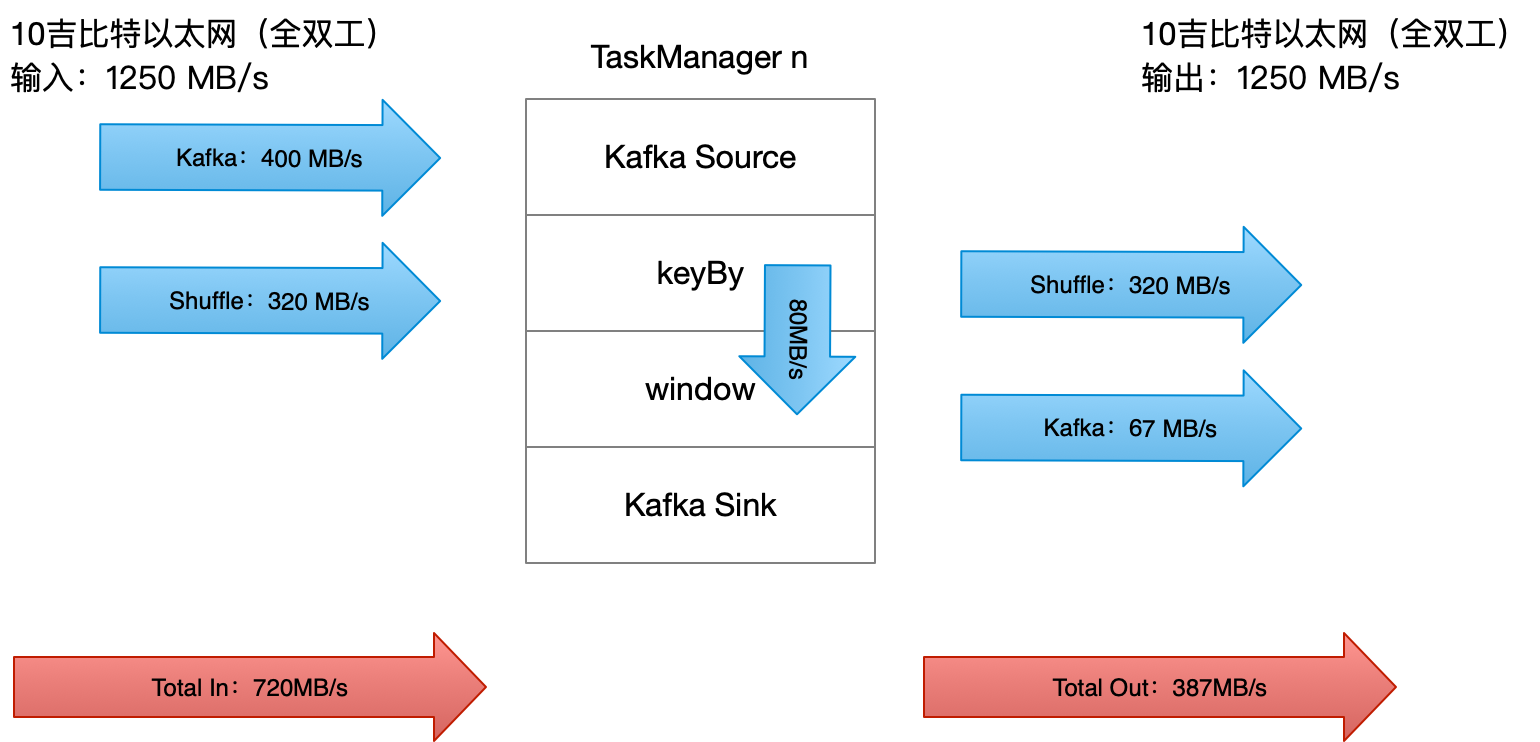 10吉比特以太网（全双工）
输入：1250 MB/s
TaskManager n
10吉比特以太网（全双工）
输出：1250 MB/s
Kafka：400 MB/s
Kafka Source
Shuffle：320 MB/s
keyBy
80MB/s
Shuffle：320 MB/s
window
Kafka：67 MB/s
Kafka Sink
Total In：720MB/s
Total Out：387MB/s